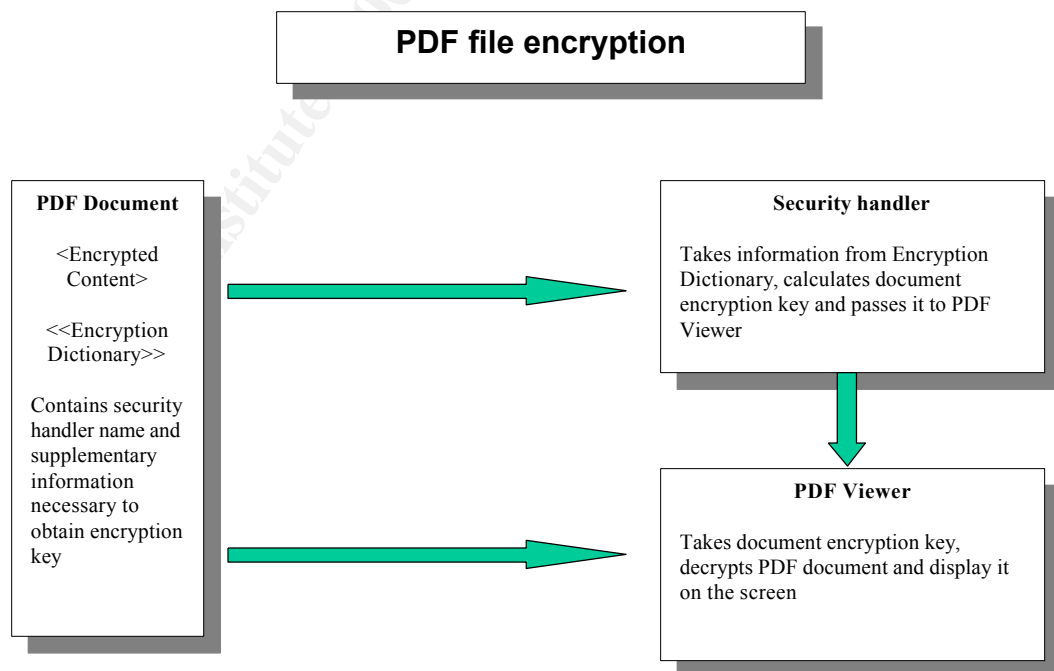 PDF file encryption
PDF Document
<Encrypted
Content>
<<Encryption
Dictionary>>
Contains security
handler name and
supplementary
information
necessary to
obtain encryption
key
Security handler
Takes information from Encryption
Dictionary, calculates document
encryption key and passes it to PDF
Viewer
PDF Viewer
Takes document encryption key,
decrypts PDF document and display it
on the screen